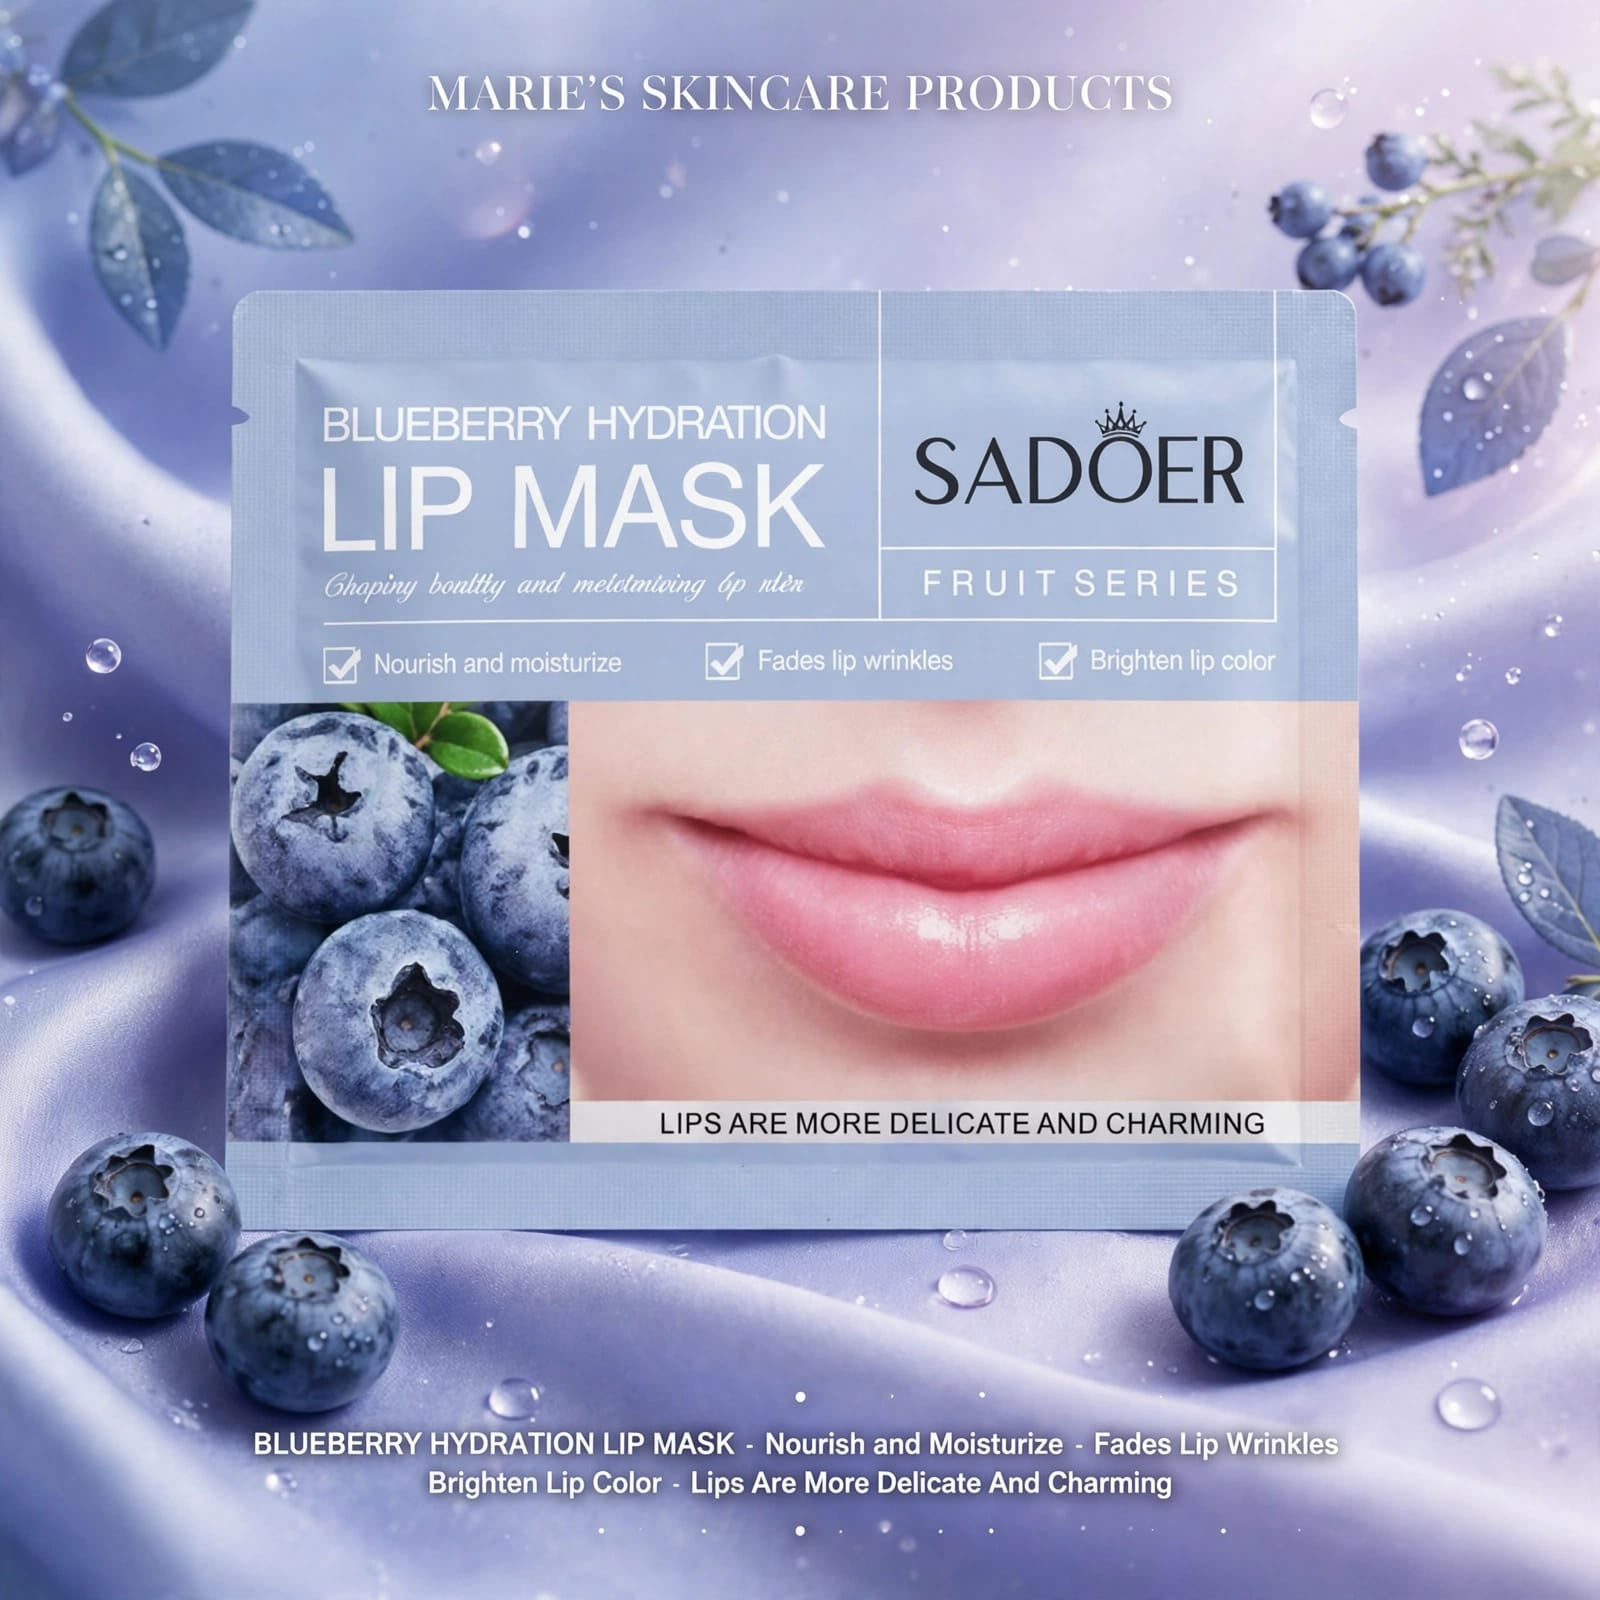 MARIE'S SKINCARE PRODUCTS
BLUEBERRY HYDRATION
LIP MASK
SADOER
FRUIT SERIES
and
Nourish and moisturize
Fades lip wrinkles
Brighten lip color
LIPS ARE MORE DELICATE AND CHARMING
BLUEBERRY HYDRATION LIP MASK - Nourish and Moisturize - Fades Lip Wrinkles
Brighten Lip Color - Lips Are More Delicate And Charming